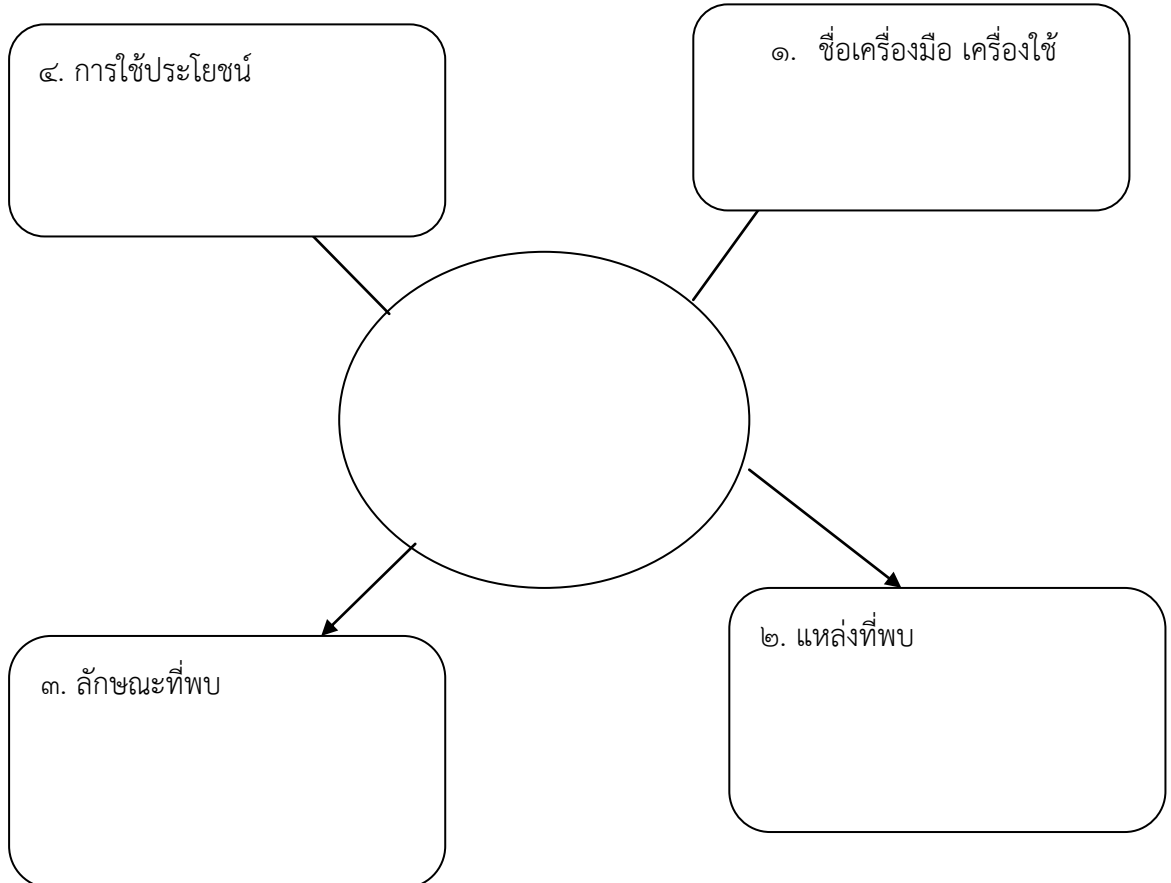 ๔. การใช้ประโยชน์
๑. ชื่อเครื่องมือ เครื่องใช้
๒. แหล่งที่พบ
๓. ลักษณะที่พบ